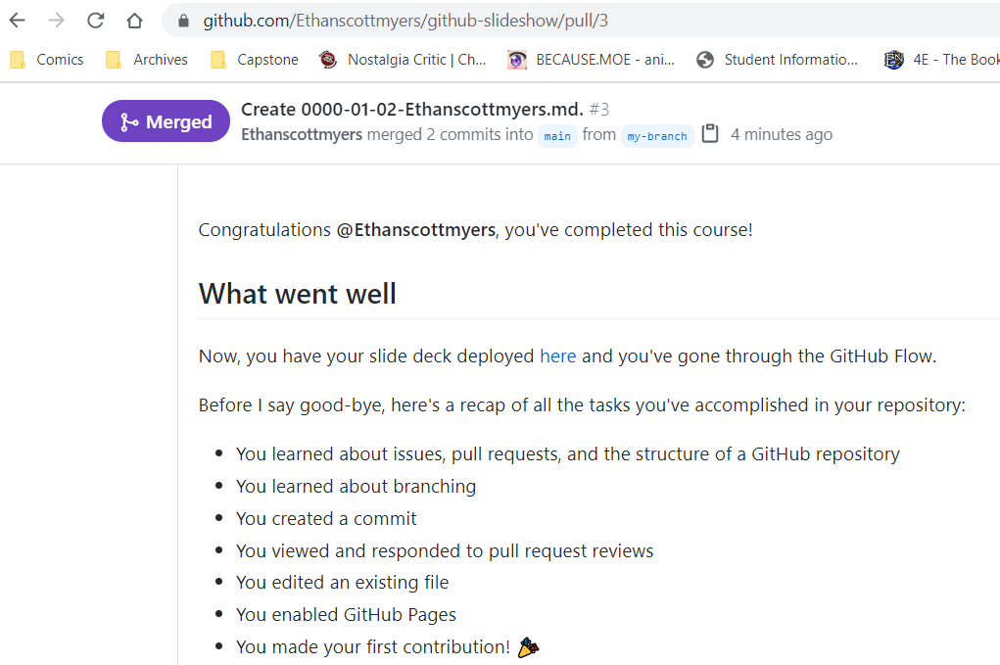 github.com/Ethanscottmyers/github-slideshow/pull/3
Comics Archives Capstone Nostalgia Critic | Ch... BECAUSE.MOE - ani... Student Informatio... 4E - The Book
Merged
Create 0000-01-02-Ethanscottmyers.md. #3
Ethanscottmyers merged 2 commits into main from my-branch 4 minutes ago
Congratulations @Ethanscottmyers, you've completed this course!
What went well
Now, you have your slide deck deployed here and you've gone through the GitHub Flow.
Before I say good-bye, here's a recap of all the tasks you've accomplished in your repository:
• You learned about issues, pull requests, and the structure of a GitHub repository
• You learned about branching
• You created a commit
• You viewed and responded to pull request reviews
• You edited an existing file
• You enabled GitHub Pages
• You made your first contribution! 🎉